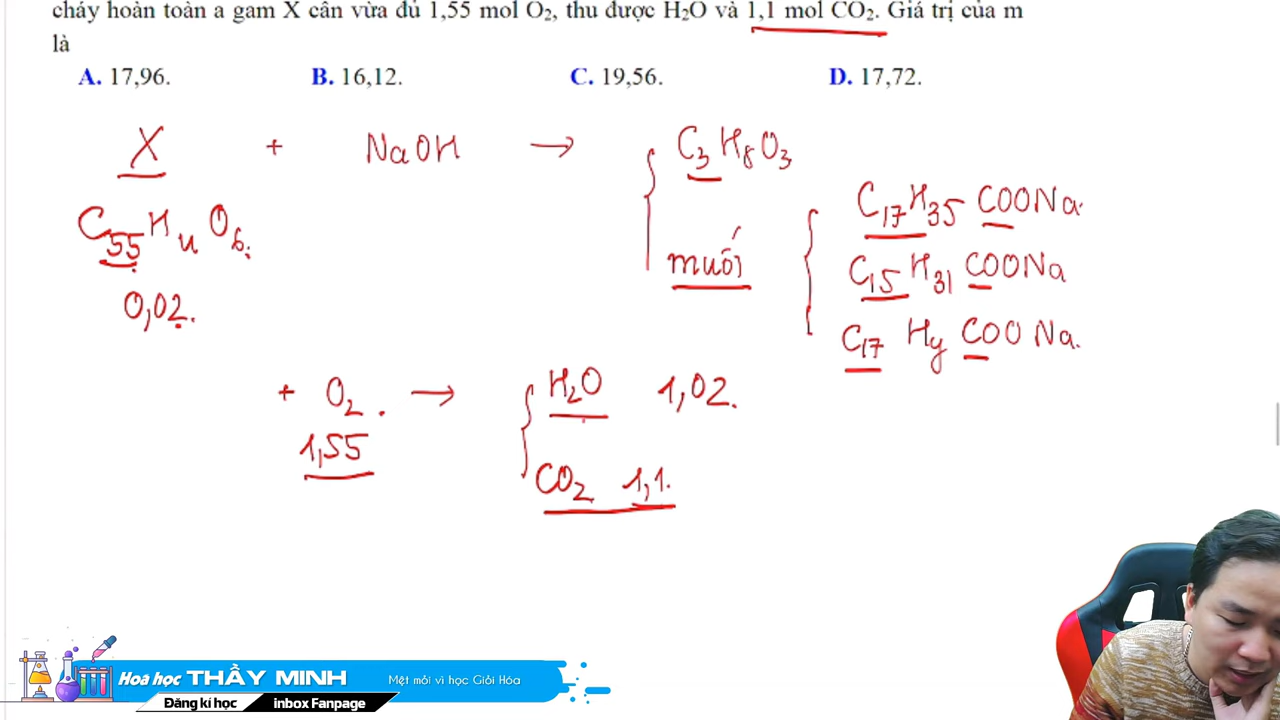 cháy hoàn toàn a gam X cần vừa đủ 1,55 mol O₂, thu được H₂O và 1,1 mol CO₂. Giá trị của m
là
A. 17,96. B. 16,12. C. 19,56. D. 17,72.
X + NaOH → C₃H₈O₃
muối
C₁₇H₃₅COONa
C₁₅H₃₁COONa
C₁₇HyCOONa.
C₅₅HuO₆.
0,02.
+ O₂. → H₂O 1,02.
1,55
CO₂ 1,1.
Hoá học THẦY MINH
Mệt mỏi vì học Giỏi Hóa
Đăng kí học inbox Fanpage